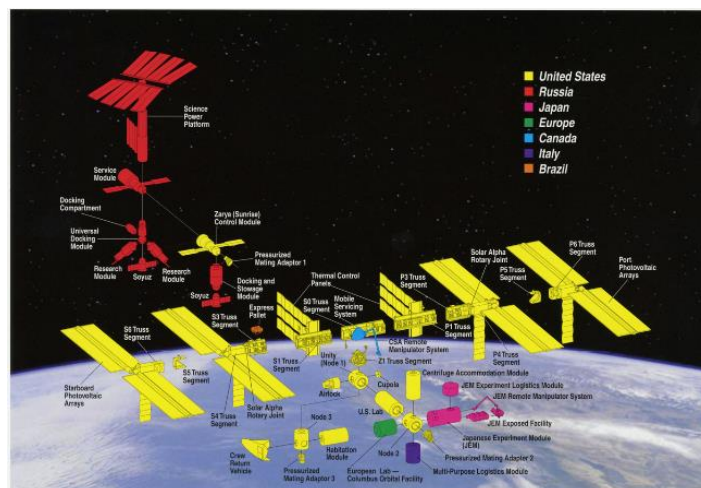 United States
Russia
Japan
Europe
Canada
Italy
Brazil
Science
Power
Platform
Service
Module
Docking
Compartment
Universal
Docking
Module
Research
Module
Soyuz
Research
Module
Zarya (Sunrise)
Control Module
Pressurized
Mating Adaptor 1
Docking and
Stowage
Module
Soyuz
Thermal Control
Panels
S0 Truss
Segment
Mobile
Servicing
System
P3 Truss
Segment
Solar Alpha
Rotary Joint
P5 Truss
Segment
P6 Truss
Segment
Port
Photovoltaic
Arrays
Express
Pallet
S3 Truss
Segment
S6 Truss
Segment
S5 Truss
Segment
Starboard
Photovoltaic
Arrays
S4 Truss
Segment
Solar Alpha
Rotary Joint
S1 Truss
Segment
Unity
(Node 1)
CSA Remote
Manipulator System
Z1 Truss Segment
P1 Truss
Segment
P4 Truss
Segment
Airlock
Cupola
Centrifuge Accommodation Module
JEM Experiment Logistics Module
JEM Remote Manipulator System
U.S. Lab
JEM Exposed Facility
Node 3
Japanese Experiment Module
(JEM)
Crew
Return
Vehicle
Habitation
Module
Pressurized
Mating Adaptor 3
Node 2
European Lab —
Columbus Orbital Facility
Pressurized Mating Adaptor 2
Multi-Purpose Logistics Module